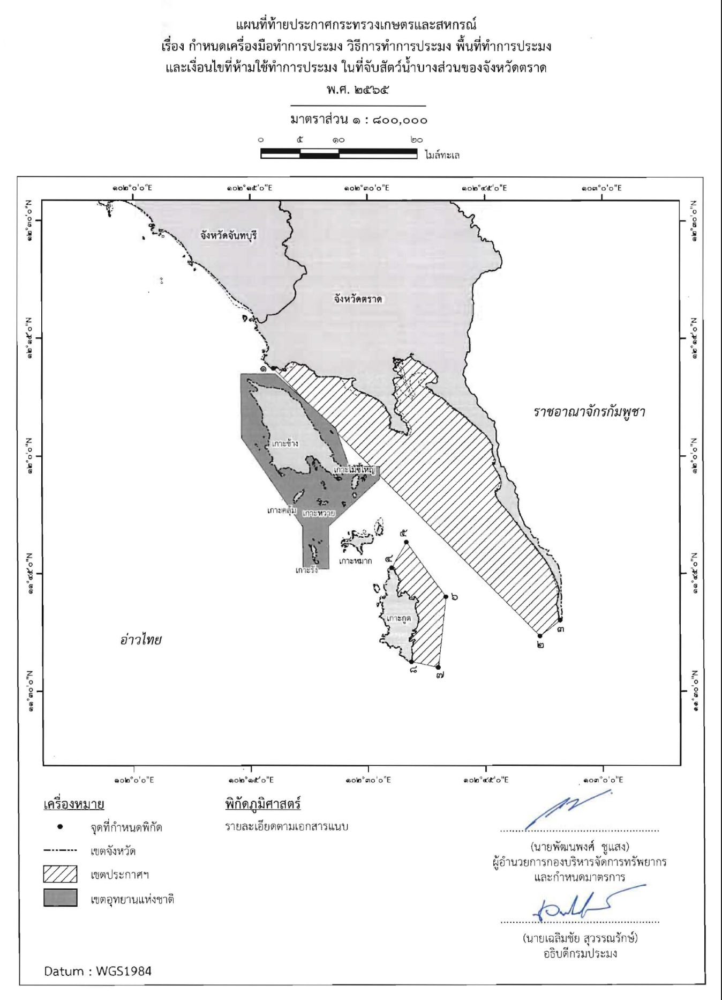 แผนที่ท้ายประกาศกระทรวงเกษตรและสหกรณ์
เรื่อง กำหนดเครื่องมือทำการประมง วิธีการทำการประมง พื้นที่ทำการประมง
และเงื่อนไขที่ห้ามใช้ทำการประมง ในที่จับสัตว์น้ำบางส่วนของจังหวัดตราด
พ.ศ. ๒๕๖๕
มาตราส่วน ๑ : ๘๐๐,๐๐๐
๐ ๕ ๑๐ ๒๐
ไมล์ทะเล
๑๐๒°๐'๐"E ๑๐๒°๑๕'๐"E ๑๐๒°๓๐'๐"E ๑๐๒°๔๕'๐"E ๑๐๓°๐'๐"E
๑๒°๓๐'๐"N ๑๒°๓๐'๐"N
จังหวัดจันทบุรี
จังหวัดตราด
๑๒°๑๕'๐"N ๑๒°๑๕'๐"N
๑
ราชอาณาจักรกัมพูชา
เกาะช้าง
๑๒°๐'๐"N ๑๒°๐'๐"N
เกาะไม้ซี้ใหญ่
เกาะคลุ้ม
เกาะหวาย
๕
เกาะหมาก
๔
เกาะรัง
๑๑°๔๕'๐"N ๑๑°๔๕'๐"N
๖
เกาะกูด
๓
อ่าวไทย
๒
๘
๗
๑๑°๓๐'๐"N ๑๑°๓๐'๐"N
๑๐๒°๐'๐"E ๑๐๒°๑๕'๐"E ๑๐๒°๓๐'๐"E ๑๐๒°๔๕'๐"E ๑๐๓°๐'๐"E
เครื่องหมาย
จุดที่กำหนดพิกัด
เขตจังหวัด
เขตประกาศฯ
เขตอุทยานแห่งชาติ
พิกัดภูมิศาสตร์
รายละเอียดตามเอกสารแนบ
(นายพัฒนพงศ์ ชูแสง)
ผู้อำนวยการกองบริหารจัดการทรัพยากร
และกำหนดมาตรการ
(นายเฉลิมชัย สุวรรณรักษ์)
อธิบดีกรมประมง
Datum : WGS1984